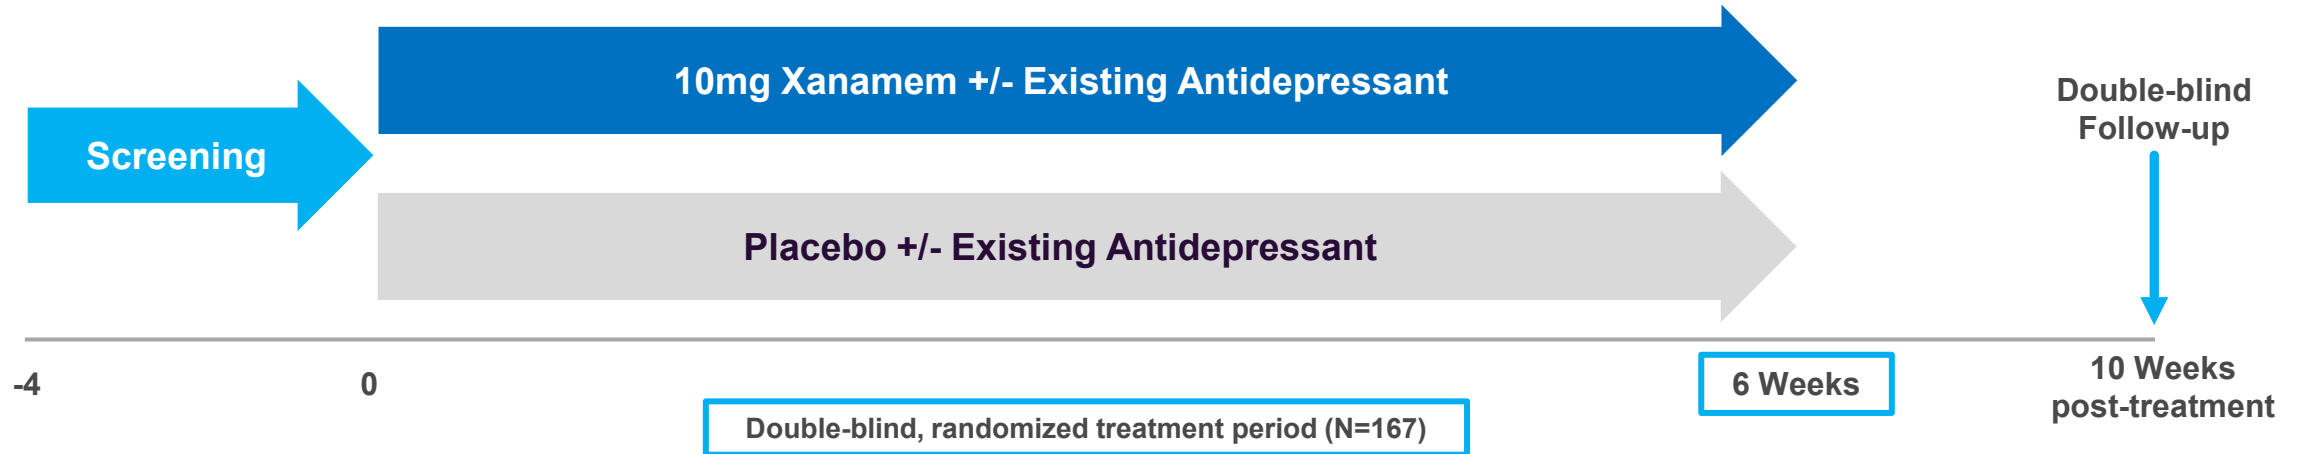 10mg Xanamem +/- Existing Antidepressant
Screening
Placebo +/- Existing Antidepressant
Double-blind
Follow-up
-4
0
6 Weeks
10 Weeks
post-treatment
Double-blind, randomized treatment period (N=167)